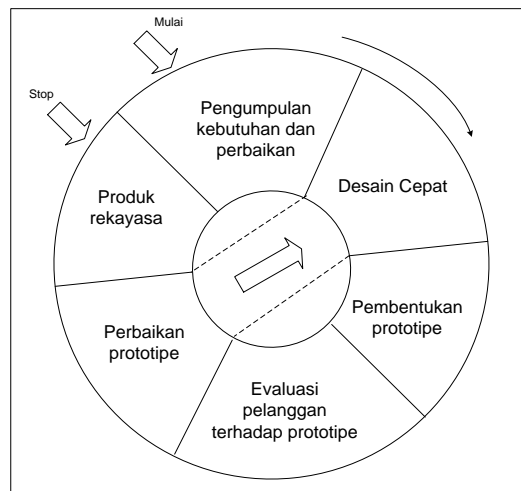 Mulai
Stop
Pengumpulan
kebutuhan dan
perbaikan
Desain Cepat
Pembentukan
prototipe
Evaluasi
pelanggan
terhadap prototipe
Perbaikan
prototipe
Produk
rekayasa